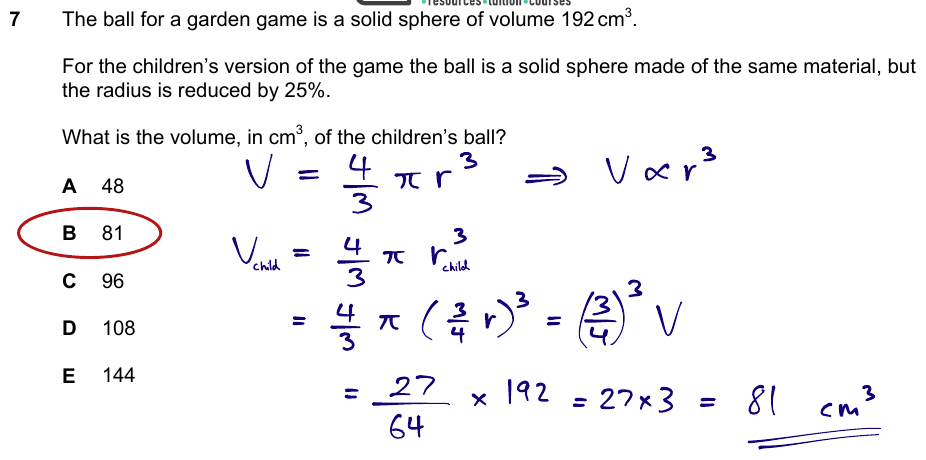 resources•tuition•courses
7 The ball for a garden game is a solid sphere of volume 192 cm³.
For the children's version of the game the ball is a solid sphere made of the same material, but
the radius is reduced by 25%.
What is the volume, in cm³, of the children's ball?
V = 4/3 π r³ ⇒ V ∝ r³
A 48
B 81
V_child = 4/3 π r_child³
C 96
= 4/3 π (3/4 r)³ = (3/4)³ V
D 108
E 144
= 27/64 × 192 = 27×3 = 81 cm³